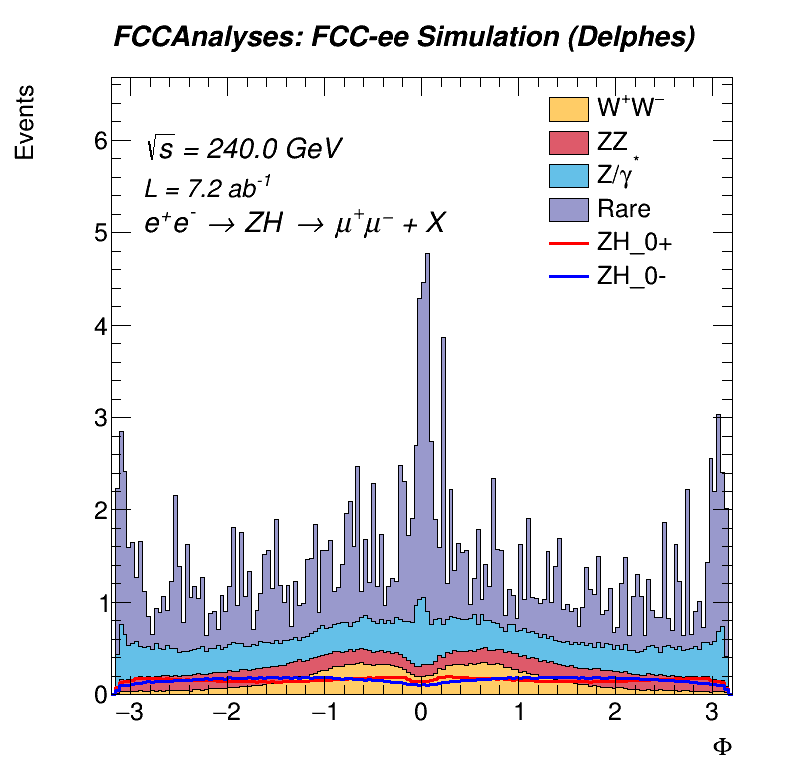 FCCAnalyses: FCC-ee Simulation (Delphes)
Events
√s = 240.0 GeV
L = 7.2 ab⁻¹
e⁺e⁻ → ZH → μ⁺μ⁻ + X
W⁺W⁻
ZZ
Z/γ*
Rare
ZH_0+
ZH_0-
6
5
4
3
2
1
0
−3 −2 −1 0 1 2 3
Φ